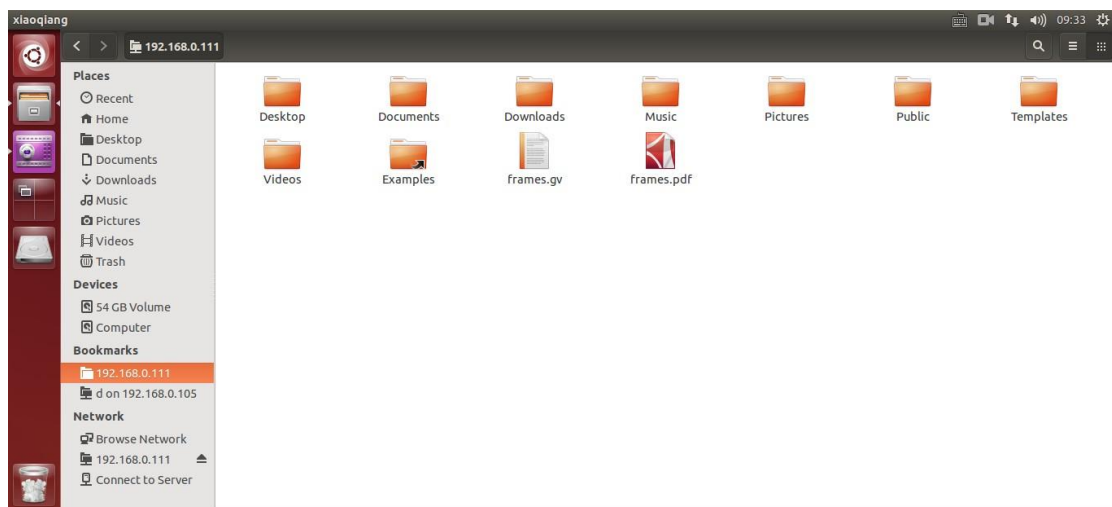 xiaoqiang
09:33
192.168.0.111
Places
Recent
Home
Desktop
Documents
Downloads
Music
Pictures
Videos
Trash
Devices
54 GB Volume
Computer
Bookmarks
192.168.0.111
d on 192.168.0.105
Network
Browse Network
192.168.0.111
Connect to Server
Desktop Documents Downloads Music Pictures Public Templates
Videos Examples frames.gv frames.pdf